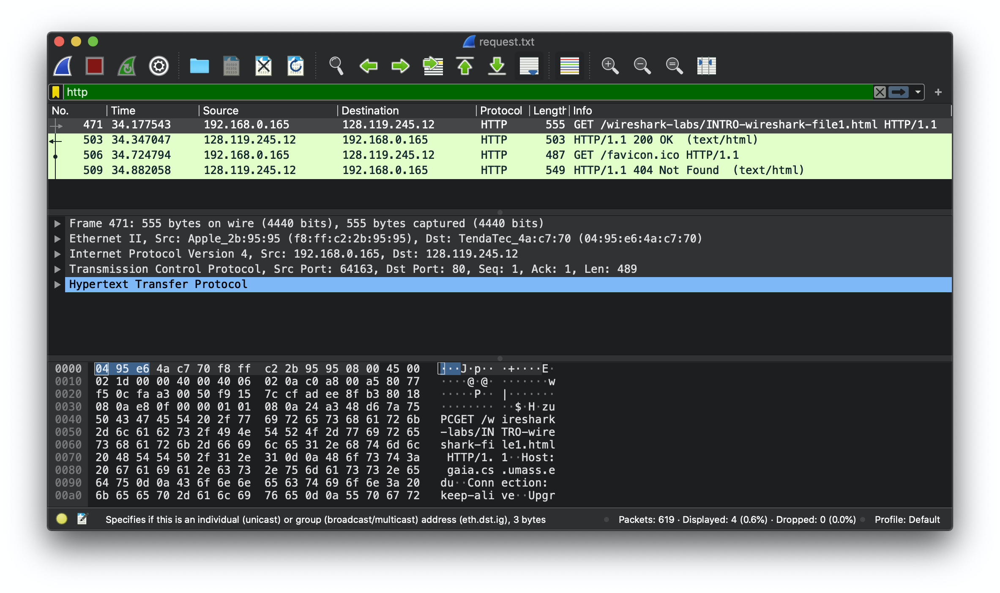 request.txt
http
No. Time Source Destination Protocol Length Info
471 34.177543 192.168.0.165 128.119.245.12 HTTP 555 GET /wireshark-labs/INTRO-wireshark-file1.html HTTP/1.1
503 34.347047 128.119.245.12 192.168.0.165 HTTP 503 HTTP/1.1 200 OK  (text/html)
506 34.724794 192.168.0.165 128.119.245.12 HTTP 487 GET /favicon.ico HTTP/1.1
509 34.882058 128.119.245.12 192.168.0.165 HTTP 549 HTTP/1.1 404 Not Found  (text/html)
Frame 471: 555 bytes on wire (4440 bits), 555 bytes captured (4440 bits)
Ethernet II, Src: Apple_2b:95:95 (f8:ff:c2:2b:95:95), Dst: TendaTec_4a:c7:70 (04:95:e6:4a:c7:70)
Internet Protocol Version 4, Src: 192.168.0.165, Dst: 128.119.245.12
Transmission Control Protocol, Src Port: 64163, Dst Port: 80, Seq: 1, Ack: 1, Len: 489
Hypertext Transfer Protocol
0000 04 95 e6 4a c7 70 f8 ff c2 2b 95 95 08 00 45 00 ···J·p·· ·+····E·
0010 02 1d 00 00 40 00 40 06 02 0a c0 a8 00 a5 80 77 ····@·@· ·······w
0020 f5 0c fa a3 00 50 f9 15 7c cf ad ee 8f b3 80 18 ·····P·· |·······
0030 08 0a e8 0f 00 00 01 01 08 0a 24 a3 48 d6 7a 75 ········ ··$·H·zu
0040 50 43 47 45 54 20 2f 77 69 72 65 73 68 61 72 6b PCGET /w ireshark
0050 2d 6c 61 62 73 2f 49 4e 54 52 4f 2d 77 69 72 65 -labs/IN TRO-wire
0060 73 68 61 72 6b 2d 66 69 6c 65 31 2e 68 74 6d 6c shark-fi le1.html
0070 20 48 54 54 50 2f 31 2e 31 0d 0a 48 6f 73 74 3a HTTP/1. 1··Host:
0080 20 67 61 69 61 2e 63 73 2e 75 6d 61 73 73 2e 65 gaia.cs .umass.e
0090 64 75 0d 0a 43 6f 6e 6e 65 63 74 69 6f 6e 3a 20 du··Conn ection:
00a0 6b 65 65 70 2d 61 6c 69 76 65 0d 0a 55 70 67 72 keep-ali ve··Upgr
Specifies if this is an individual (unicast) or group (broadcast/multicast) address (eth.dst.ig), 3 bytes Packets: 619 · Displayed: 4 (0.6%) · Dropped: 0 (0.0%) Profile: Default